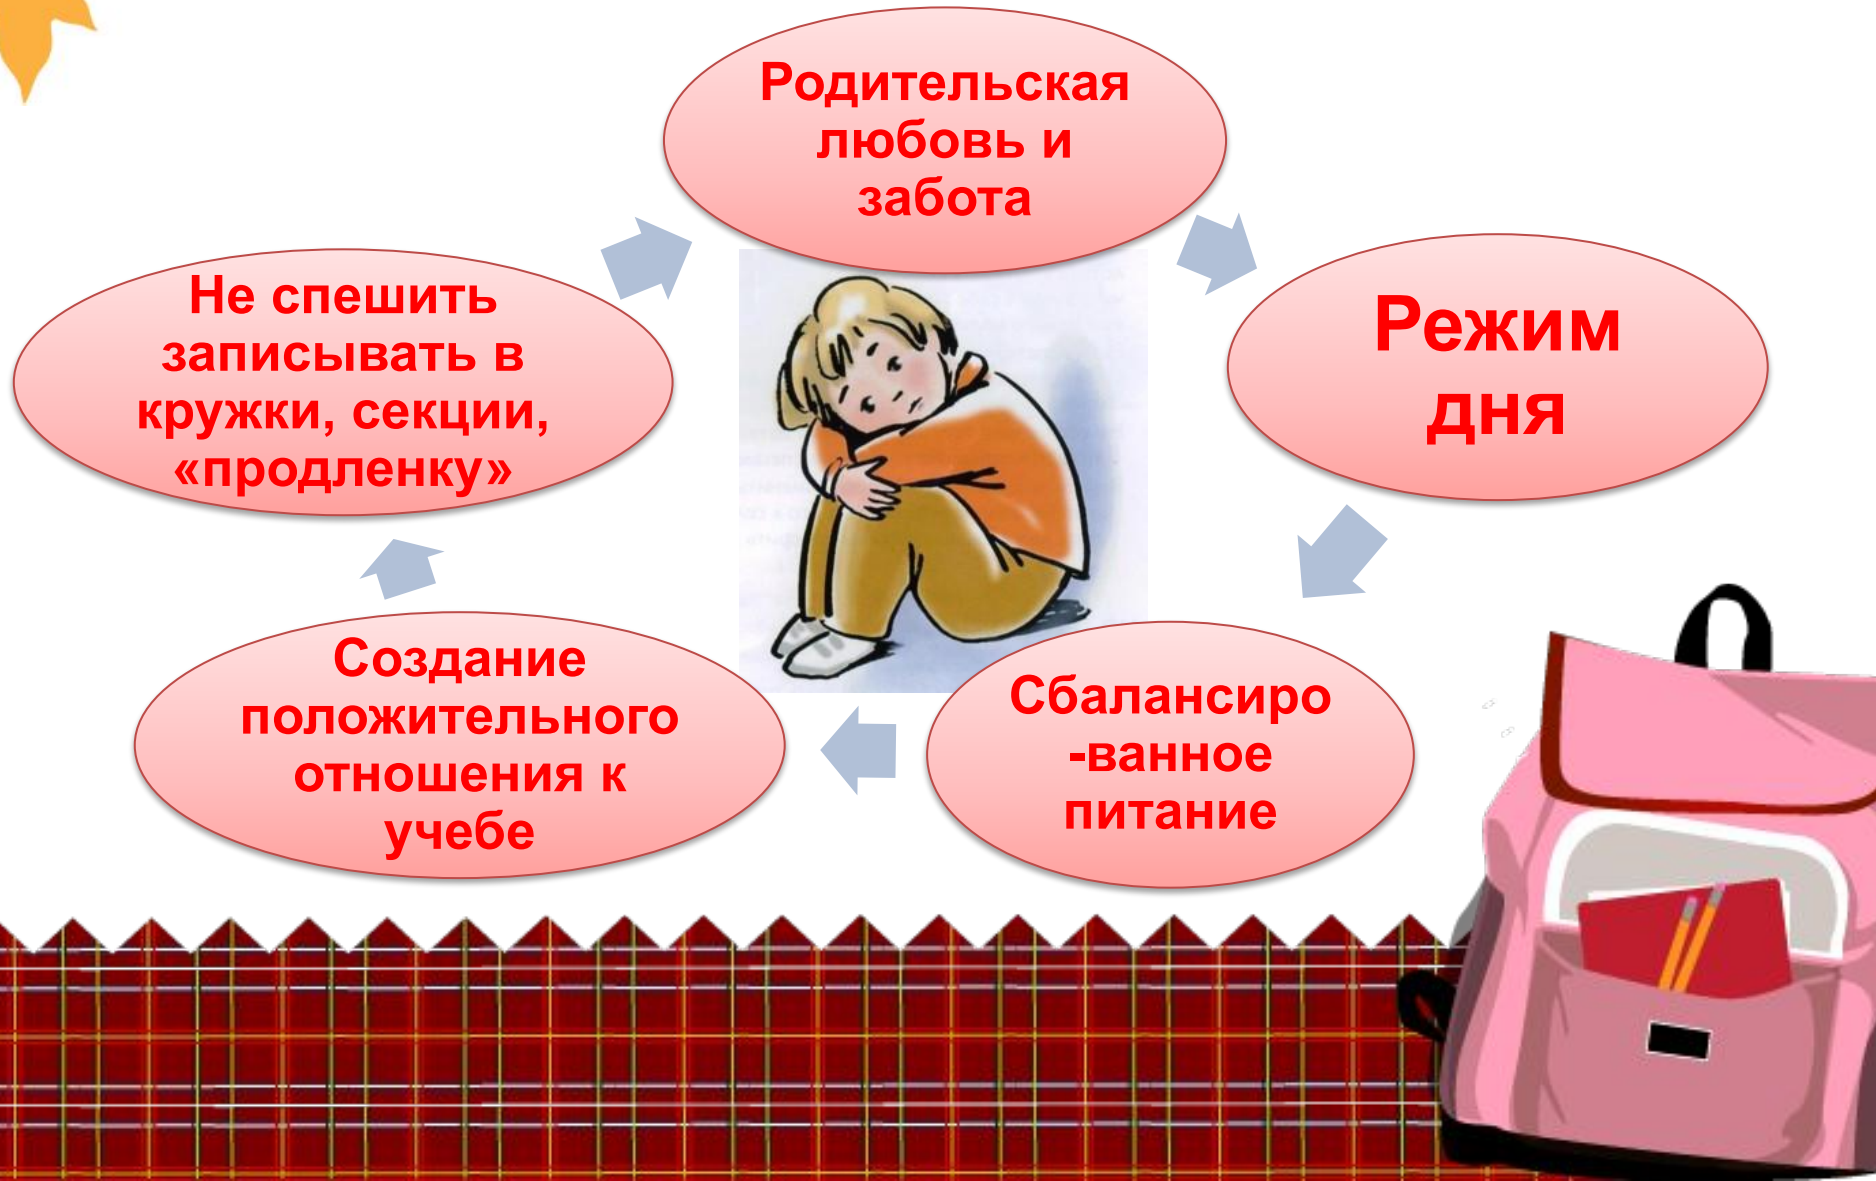 Родительская
любовь и
забота
Режим
дня
Сбалансиро
-ванное
питание
Создание
положительного
отношения к
учебе
Не спешить
записывать в
кружки, секции,
«продленку»